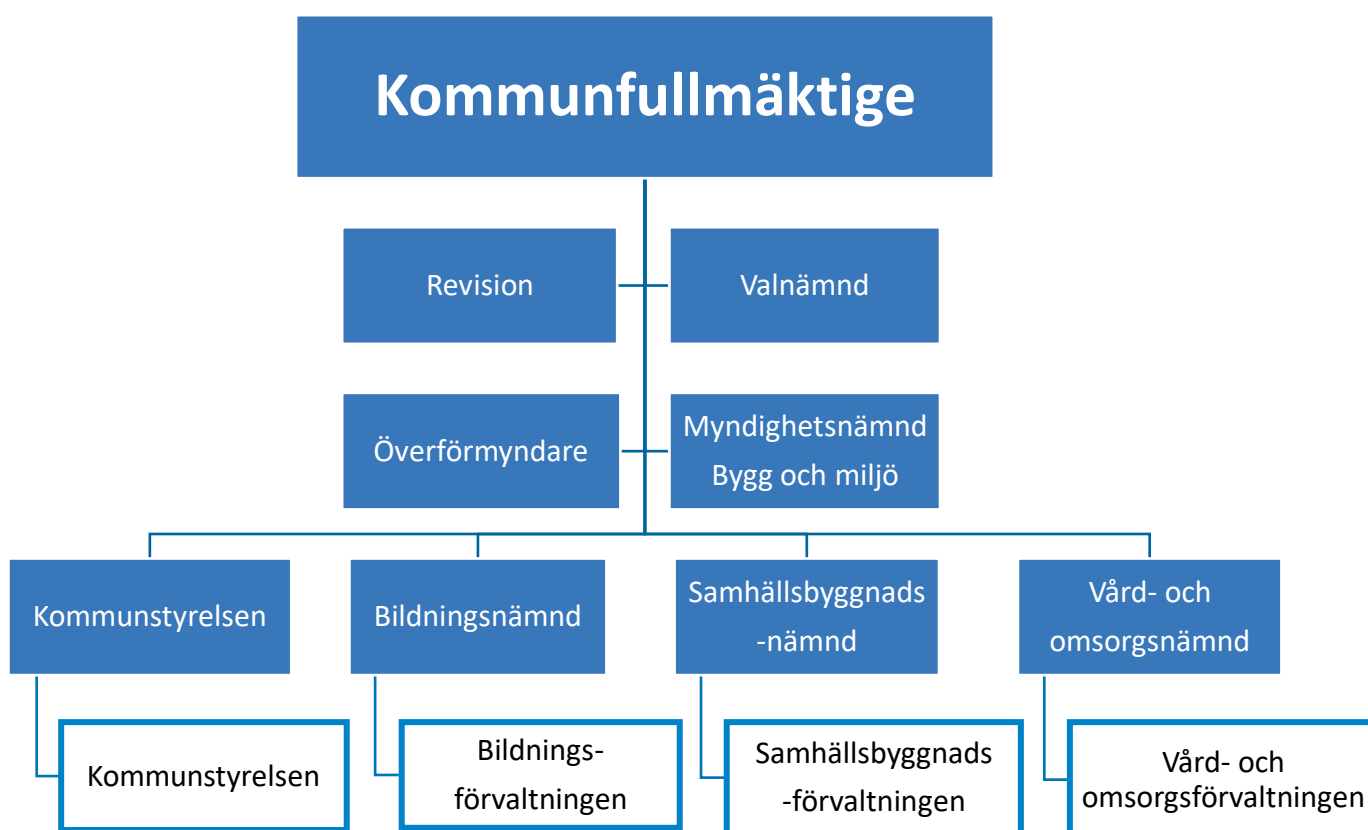 Kommunfullmäktige
Revision
Valnämnd
Överförmyndare
Myndighetsnämnd
Bygg och miljö
Kommunstyrelsen
Bildningsnämnd
Samhällsbyggnads
-nämnd
Vård- och
omsorgsnämnd
Kommunstyrelsen
Bildnings-
förvaltningen
Samhällsbyggnads
-förvaltningen
Vård- och
omsorgsförvaltningen